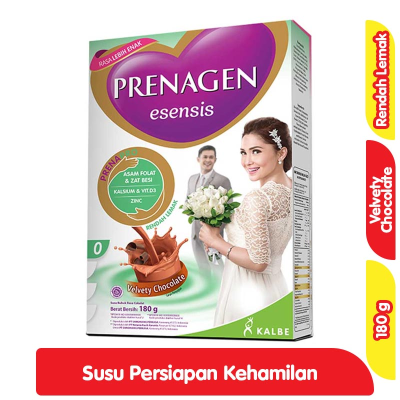 RASA LEBIH ENAK
PRENAGEN
esensis
ASAM FOLAT
& ZAT BESI
KALSIUM & VIT.D3
ZINC
RENDAH LEMAK
0
Velvety Chocolate
Berat Bersih: 180 g
KALBE
Rendah Lemak
Velvety
Chocolate
180 g
Susu Persiapan Kehamilan